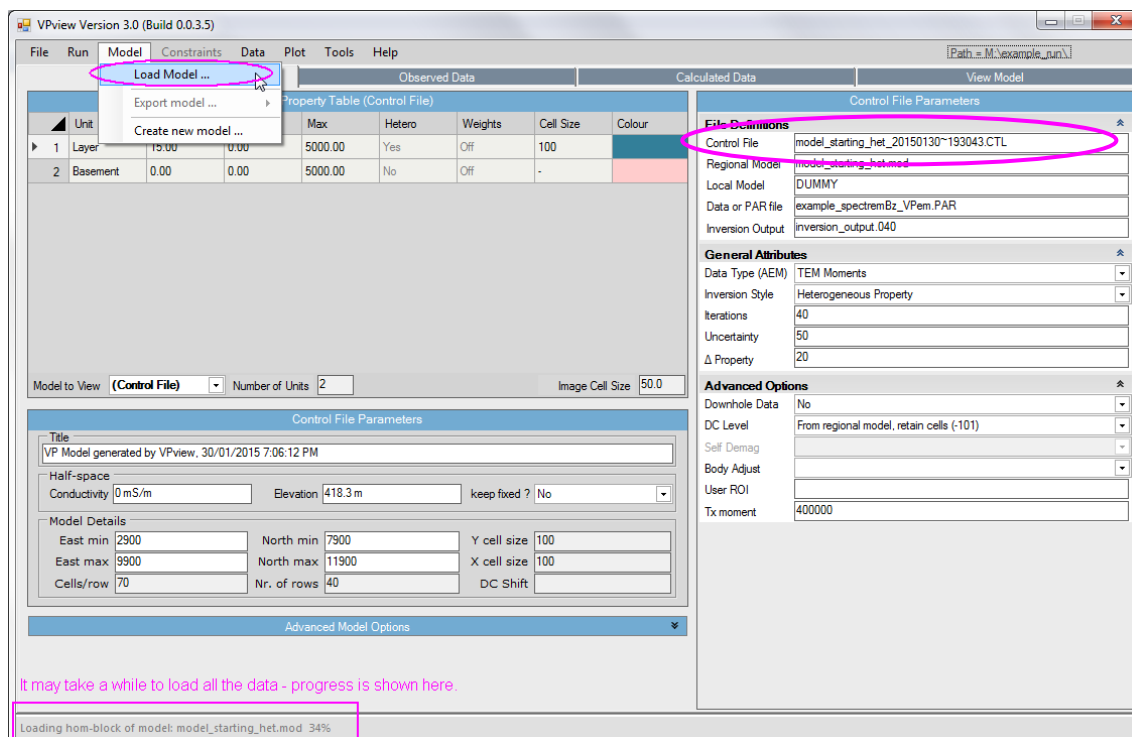 VPview Version 3.0 (Build 0.0.3.5)
File Run Model Constraints Data Plot Tools Help Path = M:\example_run\
Load Model ...
Export model ...
Create new model ...
Observed Data Calculated Data View Model
Property Table (Control File)
Unit Max Hetero Weights Cell Size Colour
1 Layer 15.00 0.00 5000.00 Yes Off 100
2 Basement 0.00 0.00 5000.00 No Off -
Model to View (Control File) Number of Units 2 Image Cell Size 50.0
Control File Parameters
Title
VP Model generated by VPview, 30/01/2015 7:06:12 PM
Half-space
Conductivity 0 mS/m Elevation 418.3 m keep fixed ? No
Model Details
East min 2900 North min 7900 Y cell size 100
East max 9900 North max 11900 X cell size 100
Cells/row 70 Nr. of rows 40 DC Shift
Advanced Model Options
Control File Parameters
File Definitions
Control File model_starting_het_20150130~193043.CTL
Regional Model model_starting_het.mod
Local Model DUMMY
Data or PAR file example_spectremBz_VPem.PAR
Inversion Output inversion_output.040
General Attributes
Data Type (AEM) TEM Moments
Inversion Style Heterogeneous Property
Iterations 40
Uncertainty 50
Δ Property 20
Advanced Options
Downhole Data No
DC Level From regional model, retain cells (-101)
Self Demag
Body Adjust
User ROI
Tx moment 400000
It may take a while to load all the data - progress is shown here.
Loading hom-block of model: model_starting_het.mod 34%